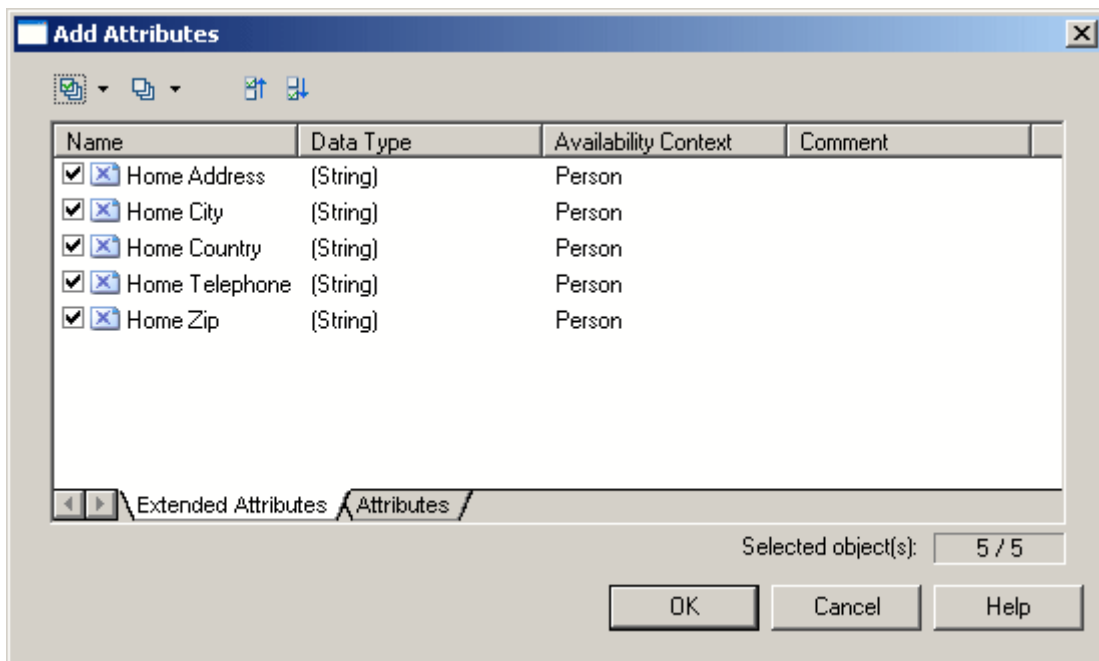 Add Attributes
Name Data Type Availability Context Comment
Home Address (String) Person
Home City (String) Person
Home Country (String) Person
Home Telephone (String) Person
Home Zip (String) Person
Extended Attributes Attributes
Selected object(s): 5 / 5
OK Cancel Help